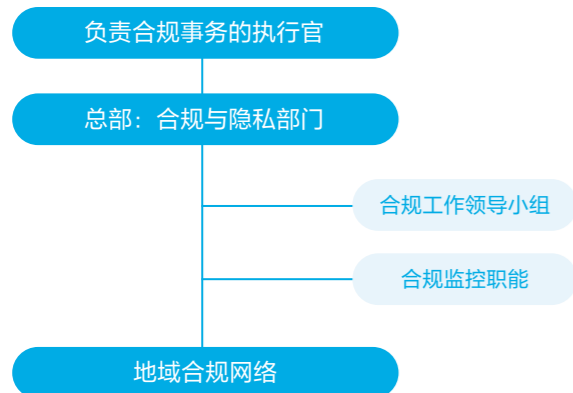 负责合规事务的执行官
总部：合规与隐私部门
合规工作领导小组
合规监控职能
地域合规网络